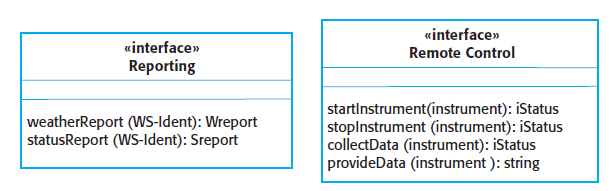 «interface»
Reporting
weatherReport (WS-Ident): Wreport
statusReport (WS-Ident): Sreport
«interface»
Remote Control
startInstrument(instrument): iStatus
stopInstrument (instrument): iStatus
collectData (instrument): iStatus
provideData (instrument ): string